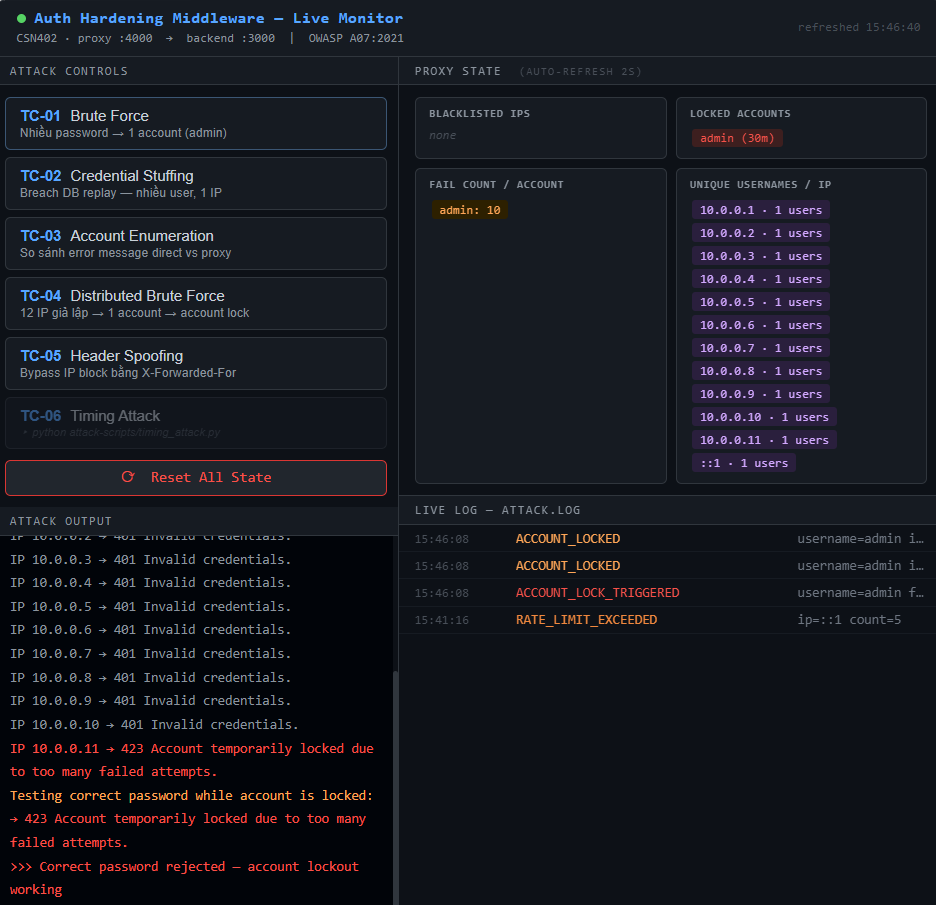 Auth Hardening Middleware — Live Monitor
CSN402 · proxy :4000 → backend :3000 | OWASP A07:2021
refreshed 15:46:40
ATTACK CONTROLS
TC-01 Brute Force
Nhiều password → 1 account (admin)
TC-02 Credential Stuffing
Breach DB replay — nhiều user, 1 IP
TC-03 Account Enumeration
So sánh error message direct vs proxy
TC-04 Distributed Brute Force
12 IP giả lập → 1 account → account lock
TC-05 Header Spoofing
Bypass IP block bằng X-Forwarded-For
TC-06 Timing Attack
• python attack-scripts/timing_attack.py
Reset All State
ATTACK OUTPUT
IP 10.0.0.2 → 401 Invalid credentials.
IP 10.0.0.3 → 401 Invalid credentials.
IP 10.0.0.4 → 401 Invalid credentials.
IP 10.0.0.5 → 401 Invalid credentials.
IP 10.0.0.6 → 401 Invalid credentials.
IP 10.0.0.7 → 401 Invalid credentials.
IP 10.0.0.8 → 401 Invalid credentials.
IP 10.0.0.9 → 401 Invalid credentials.
IP 10.0.0.10 → 401 Invalid credentials.
IP 10.0.0.11 → 423 Account temporarily locked due
to too many failed attempts.
Testing correct password while account is locked:
→ 423 Account temporarily locked due to too many
failed attempts.
>>> Correct password rejected — account lockout
working
PROXY STATE (AUTO-REFRESH 2S)
BLACKLISTED IPS
none
LOCKED ACCOUNTS
admin (30m)
FAIL COUNT / ACCOUNT
admin: 10
UNIQUE USERNAMES / IP
10.0.0.1 · 1 users
10.0.0.2 · 1 users
10.0.0.3 · 1 users
10.0.0.4 · 1 users
10.0.0.5 · 1 users
10.0.0.6 · 1 users
10.0.0.7 · 1 users
10.0.0.8 · 1 users
10.0.0.9 · 1 users
10.0.0.10 · 1 users
10.0.0.11 · 1 users
::1 · 1 users
LIVE LOG — ATTACK.LOG
15:46:08 ACCOUNT_LOCKED username=admin i…
15:46:08 ACCOUNT_LOCKED username=admin i…
15:46:08 ACCOUNT_LOCK_TRIGGERED username=admin f…
15:41:16 RATE_LIMIT_EXCEEDED ip=::1 count=5